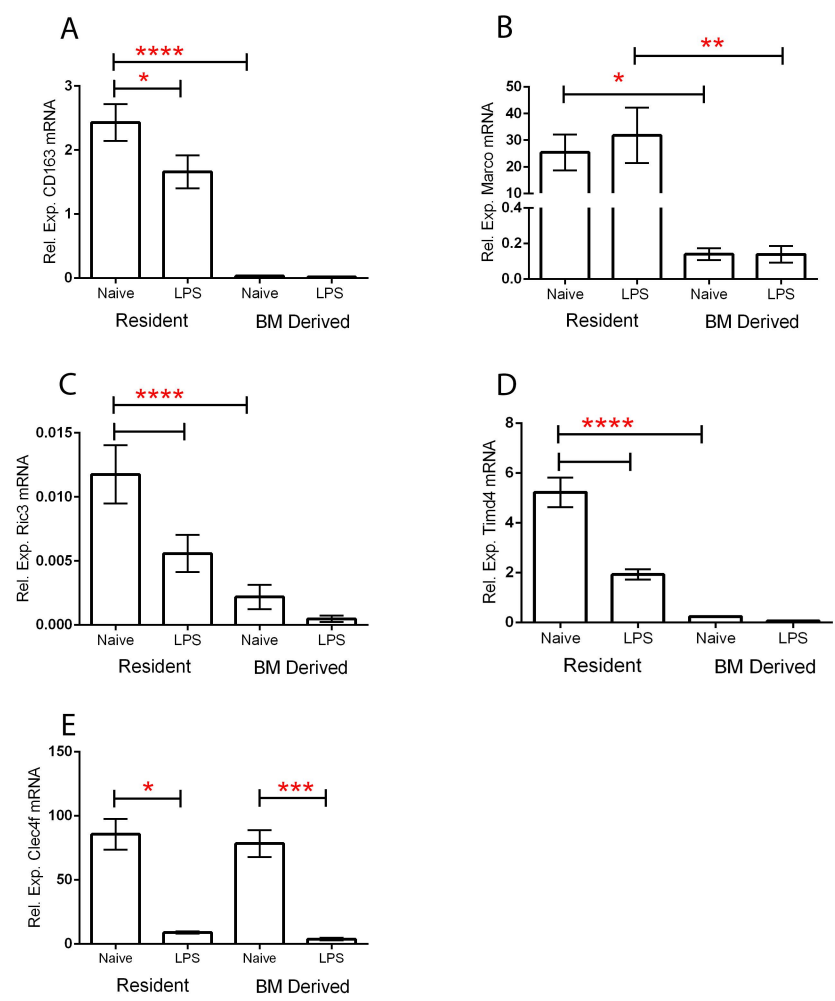 A
****
*
Rel. Exp. CD163 mRNA
3
2
1
0
Naive LPS Naive LPS
Resident BM Derived
B
**
*
Rel. Exp. Marco mRNA
50
40
30
20
10
0.4
0.2
0.0
Naive LPS Naive LPS
Resident BM Derived
C
****
Rel. Exp. Ric3 mRNA
0.015
0.010
0.005
0.000
Naive LPS Naive LPS
Resident BM Derived
D
****
Rel. Exp. Timd4 mRNA
8
6
4
2
0
Naive LPS Naive LPS
Resident BM Derived
E
* ***
Rel. Exp. Clec4f mRNA
150
100
50
0
Naive LPS Naive LPS
Resident BM Derived